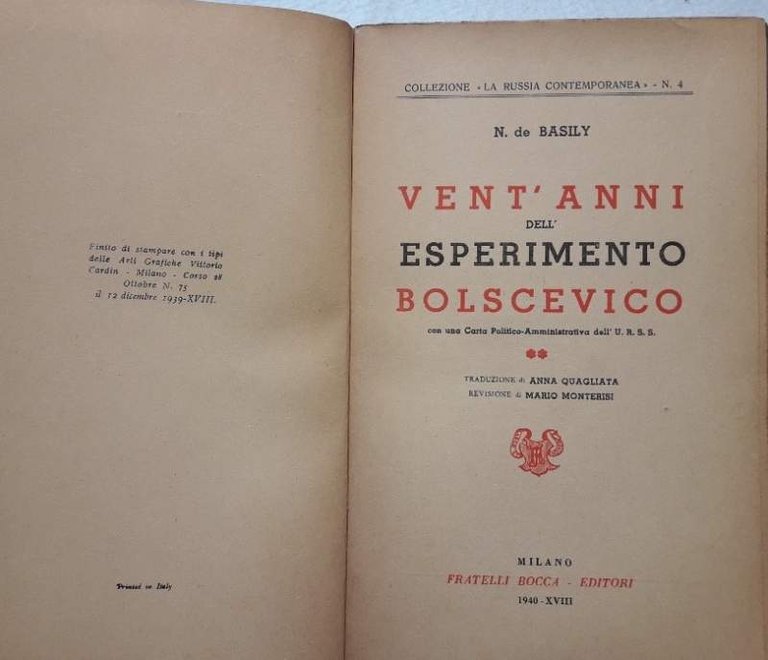 Finito di stampare con i tipi
delle Arti Grafiche Vittorio
Cardin - Milano - Corso 28
Ottobre N. 75
il 12 dicembre 1939-XVIII.
Printed in Italy
COLLEZIONE « LA RUSSIA CONTEMPORANEA » - N. 4
N. de BASILY
VENT' ANNI
DELL'
ESPERIMENTO
BOLSCEVICO
con una Carta Politico-Amministrativa dell' U. R. S. S.
**
TRADUZIONE di ANNA QUAGLIATA
REVISIONE di MARIO MONTERISI
MILANO
FRATELLI BOCCA - EDITORI
1940-XVIII